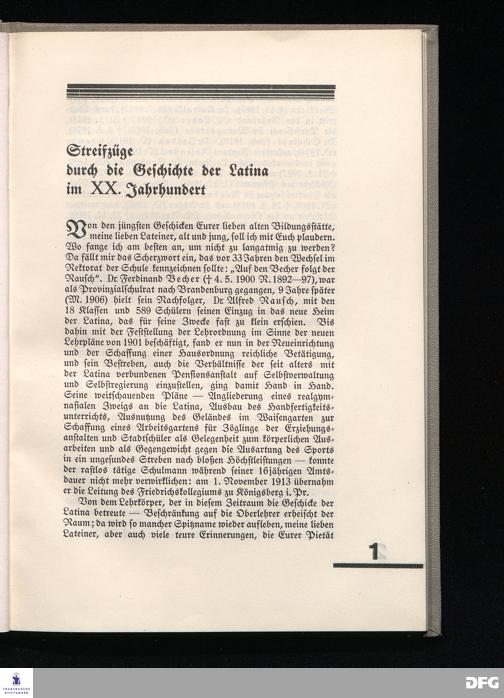 Streifzüge
durch die Geschichte der Latina
im XX. Jahrhundert
Von den jüngsten Geschicken Eurer lieben alten Bildungsstätte,
meine lieben Lateiner, alt und jung, soll ich mit Euch plaudern.
Wo fange ich am besten an, um nicht zu langatmig zu werden?
Da fällt mir das Scherzwort ein, das vor 33 Jahren den Wechsel im
Rektorat der Schule kennzeichnen sollte: „Auf den Becher folgt der
Rausch“. Dr. Ferdinand Becher († 4. 5. 1900 R. 1892—97), war
als Provinzialschulrat nach Brandenburg gegangen, 9 Jahre später
(M. 1906) hielt sein Nachfolger, Dr. Alfred Rausch, mit den
18 Klassen und 589 Schülern seinen Einzug in das neue Heim
der Latina, das für seine Zwecke fast zu klein erschien. Bis
dahin mit der Feststellung der Lehrordnung im Sinne der neuen
Lehrpläne von 1901 beschäftigt, fand er nun in der Neueinrichtung
und der Schaffung einer Hausordnung reichliche Betätigung,
und sein Bestreben, auch die Verhältnisse der seit alters mit
der Latina verbundenen Pensionsanstalt auf Selbstverwaltung
und Selbstregierung einzustellen, ging damit Hand in Hand.
Seine weitschauenden Pläne — Angliederung eines realgym-
nasialen Zweigs an die Latina, Ausbau des Handfertigkeits-
unterrichts, Ausnutzung des Geländes im Waisengarten zur
Schaffung eines Arbeitsgartens für Zöglinge der Erziehungs-
anstalten und Stadtschüler als Gelegenheit zum körperlichen Aus-
arbeiten und als Gegengewicht gegen die Ausartung des Sports
in ein ungesundes Streben nach bloßen Höchstleistungen — konnte
der rastlos tätige Schulmann während seiner 16jährigen Amts-
dauer nicht mehr verwirklichen: am 1. November 1913 übernahm
er die Leitung des Friedrichskollegiums zu Königsberg i. Pr.
Von dem Lehrkörper, der in diesem Zeitraum die Geschicke der
Latina betreute — Beschränkung auf die Oberlehrer erheischt der
Raum; da wird so mancher Spitzname wieder aufleben, meine lieben
Lateiner, aber auch viele teure Erinnerungen, die Eurer Pietät
1
FRANCKESCHE
STIFTUNGEN
DFG